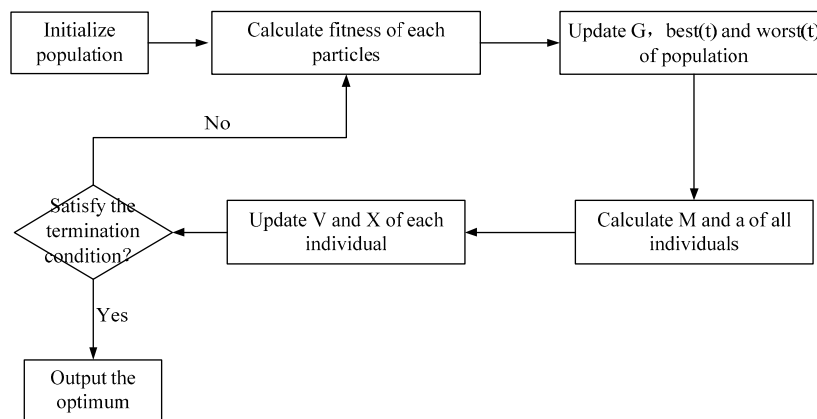 Initialize
population
Calculate fitness of each
particles
Update G，best(t) and worst(t)
of population
No
Satisfy the
termination
condition?
Update V and X of each
individual
Calculate M and a of all
individuals
Yes
Output the
optimum